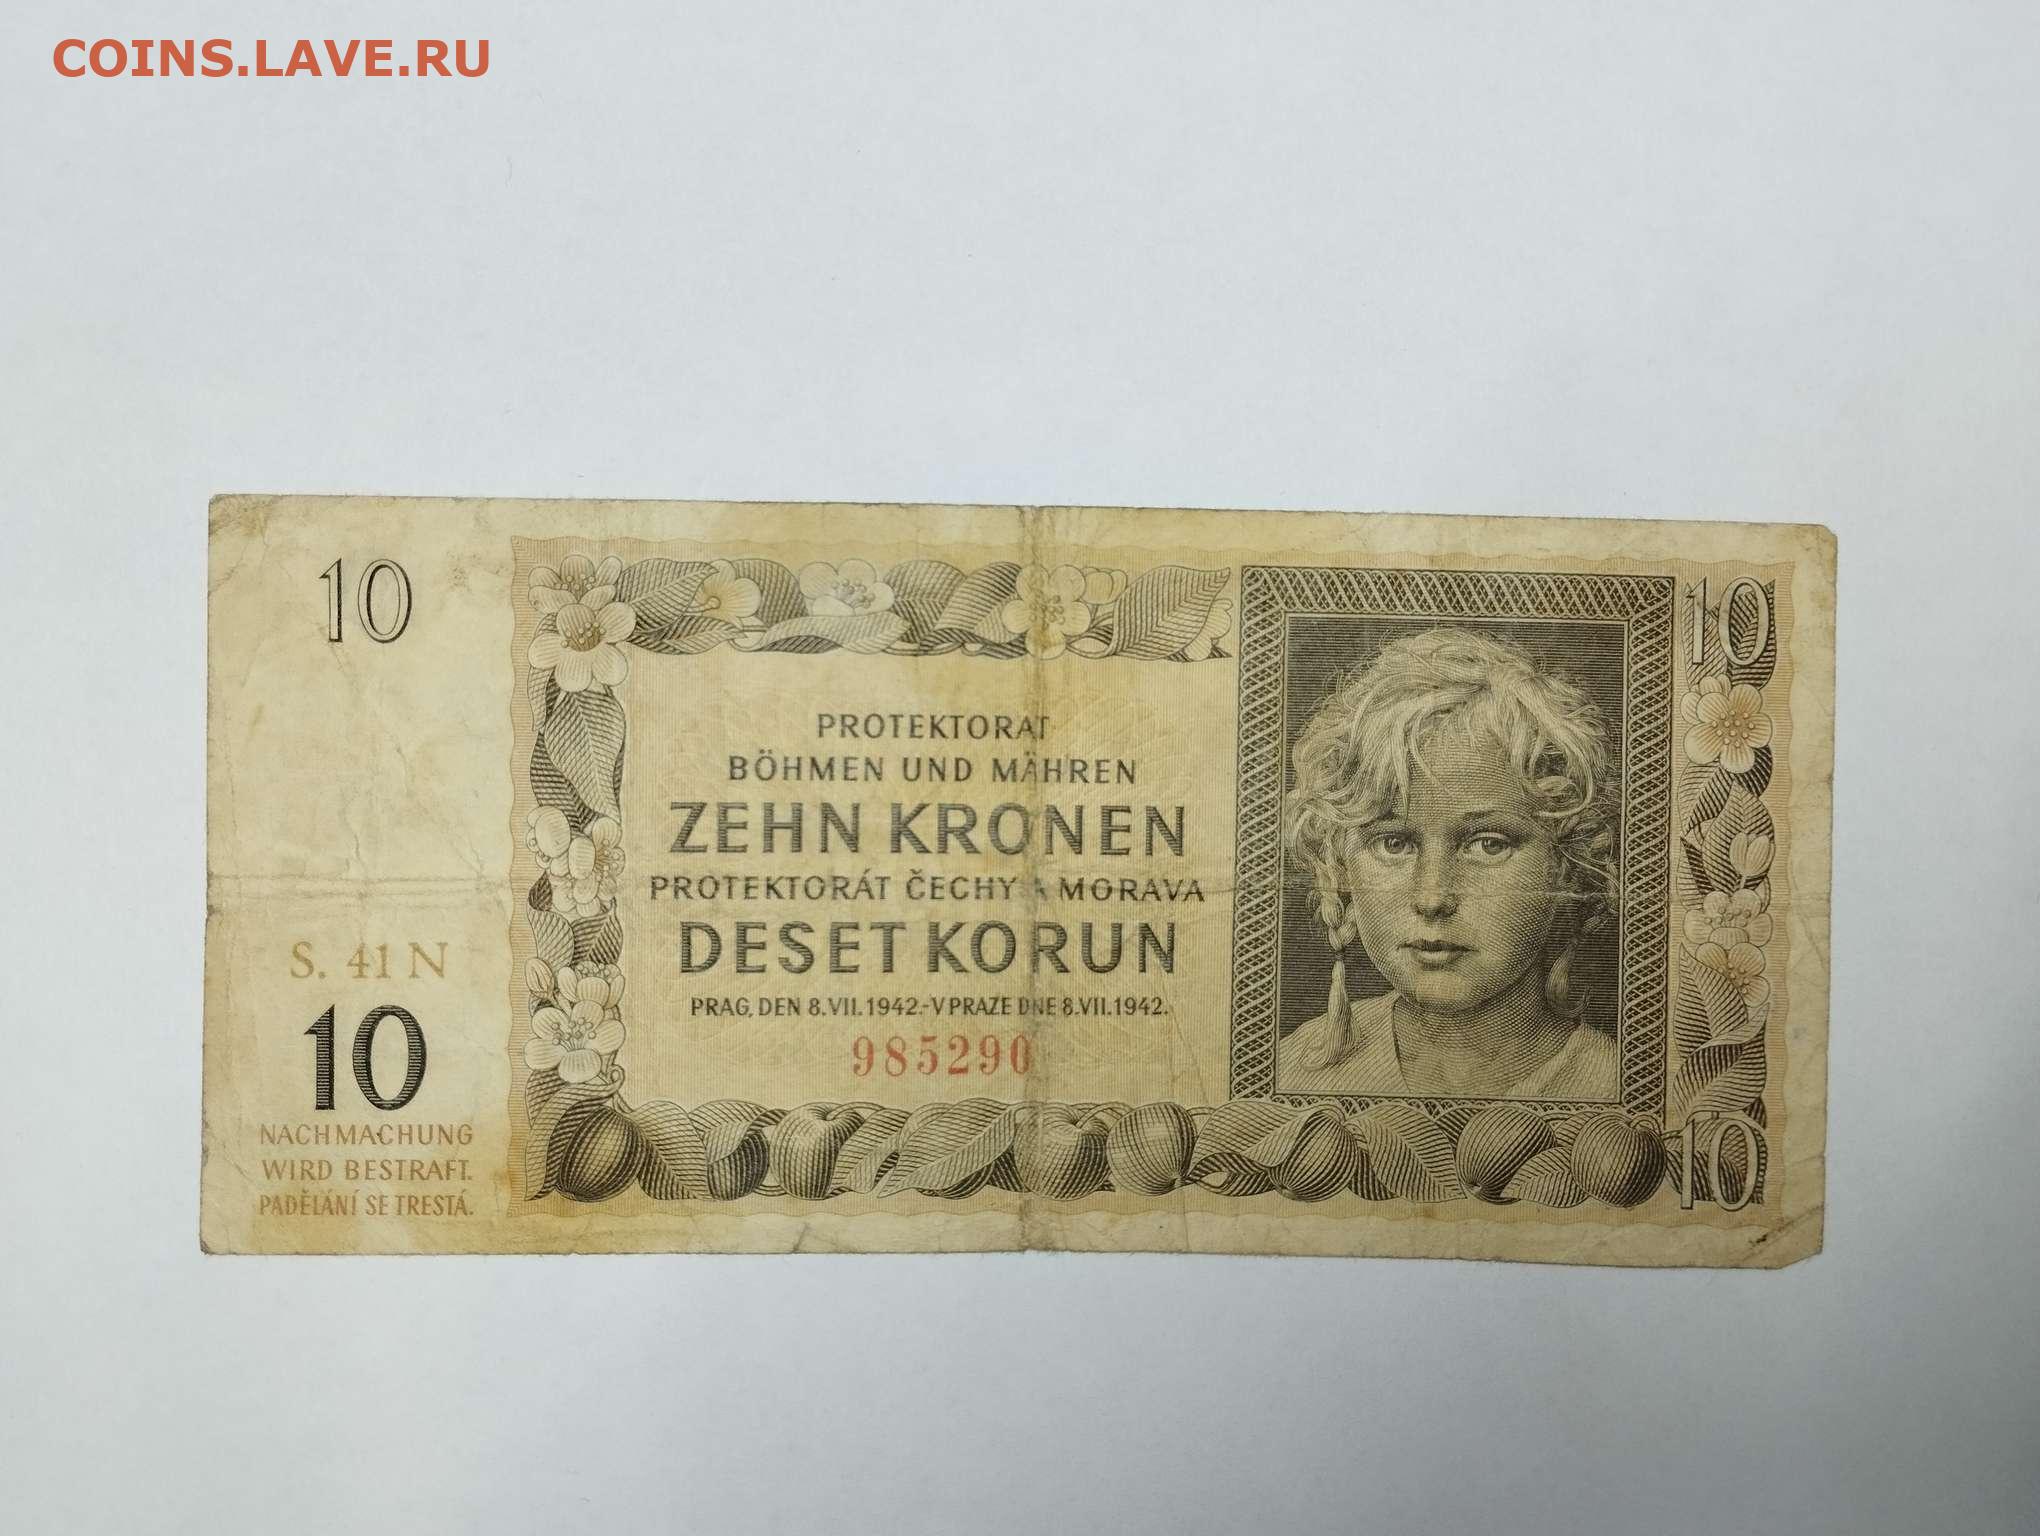 COINS.LAVE.RU
10
10
PROTEKTORAT
BÖHMEN UND MÄHREN
ZEHN KRONEN
PROTEKTORÁT ČECHY A MORAVA
DESET KORUN
PRAG, DEN 8.VII.1942.-V PRAZE DNE 8.VII.1942.
985290
S. 41 N
10
NACHMACHUNG
WIRD BESTRAFT.
PADĚLÁNÍ SE TRESTÁ.
10